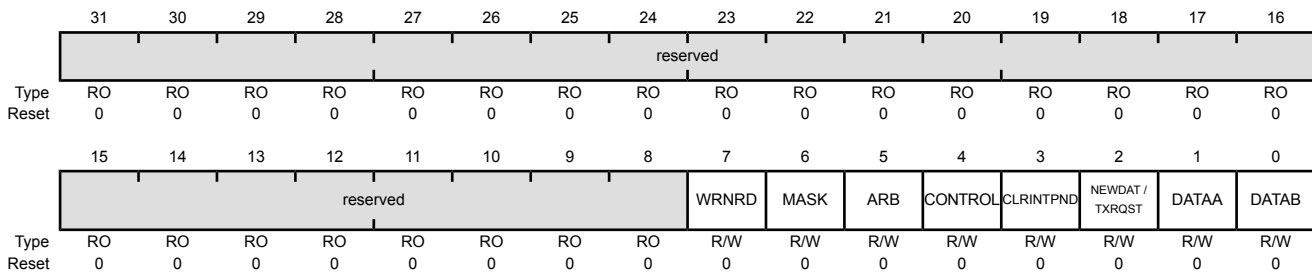 31 30 29 28 27 26 25 24 23 22 21 20 19 18 17 16
reserved
Type RO RO RO RO RO RO RO RO RO RO RO RO RO RO RO RO
Reset 0 0 0 0 0 0 0 0 0 0 0 0 0 0 0 0
15 14 13 12 11 10 9 8 7 6 5 4 3 2 1 0
reserved WRNRD MASK ARB CONTROL CLRINTPND NEWDAT / TXRQST DATAA DATAB
Type RO RO RO RO RO RO RO RO R/W R/W R/W R/W R/W R/W R/W R/W
Reset 0 0 0 0 0 0 0 0 0 0 0 0 0 0 0 0